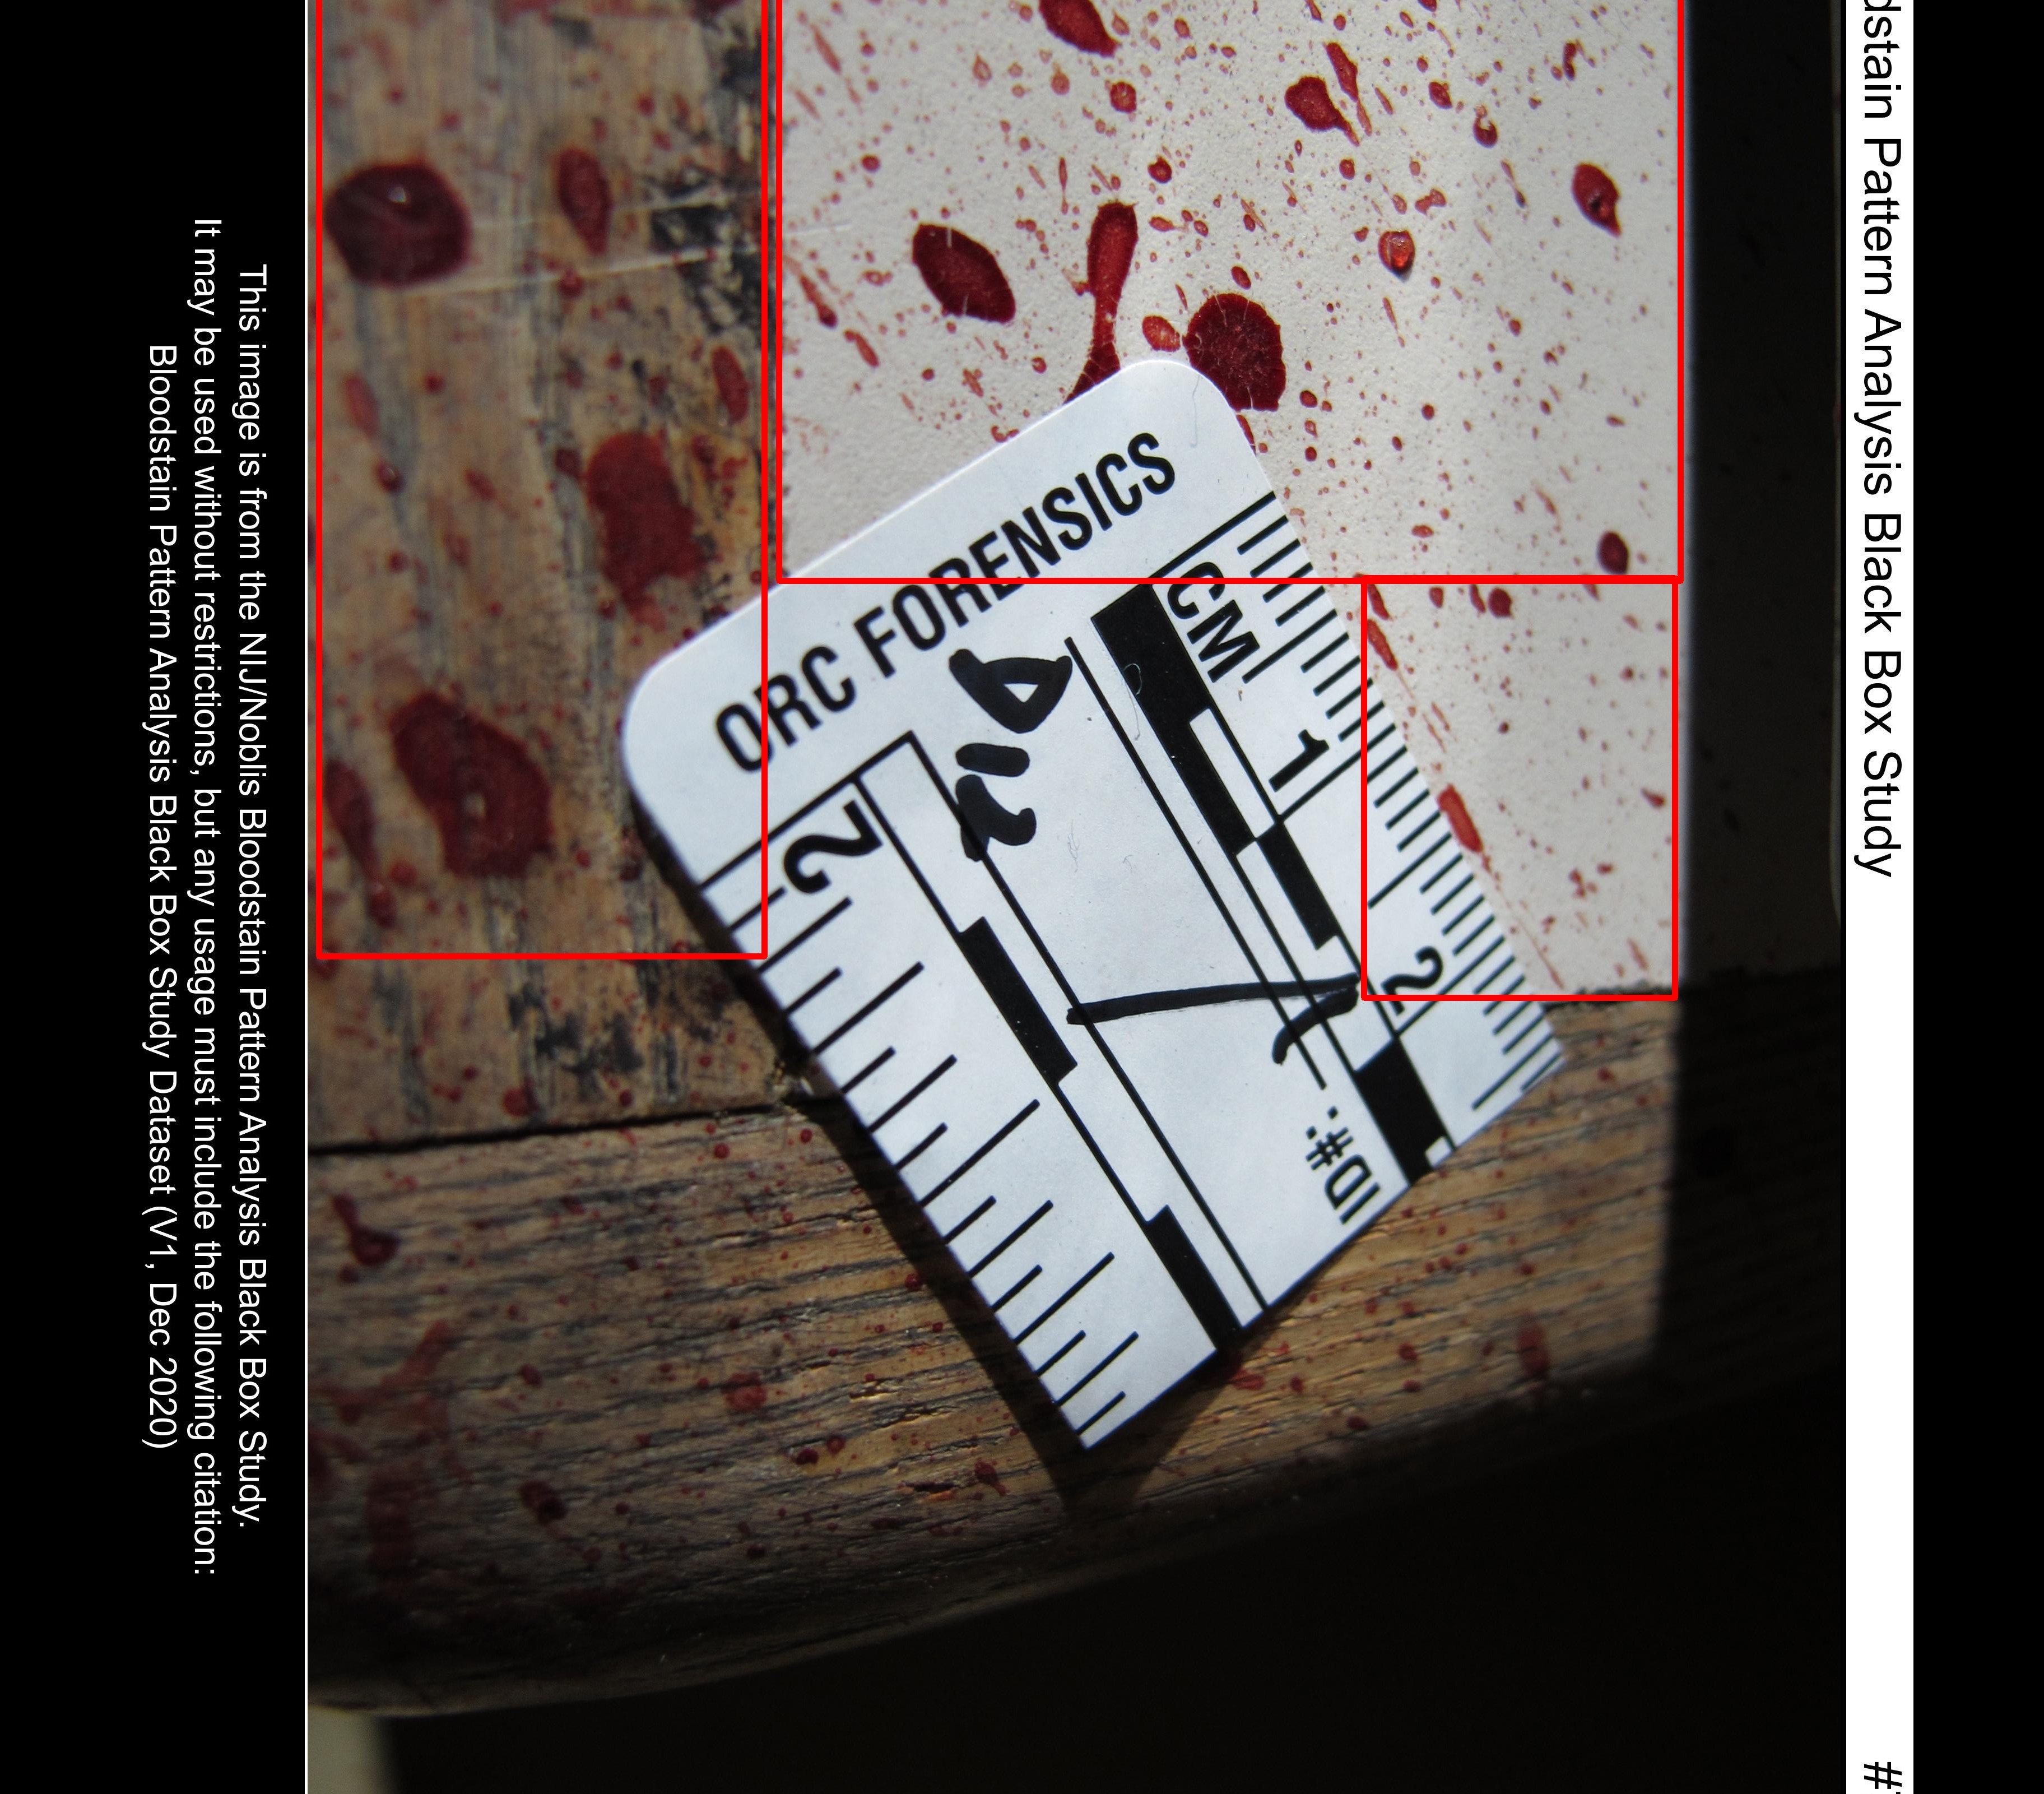 dstain Pattern Analysis Black Box Study
#
ORC FORENSICS
CM
1
2
2
ID#:
This image is from the NIJ/Noblis Bloodstain Pattern Analysis Black Box Study.
It may be used without restrictions, but any usage must include the following citation:
Bloodstain Pattern Analysis Black Box Study Dataset (V1, Dec 2020)